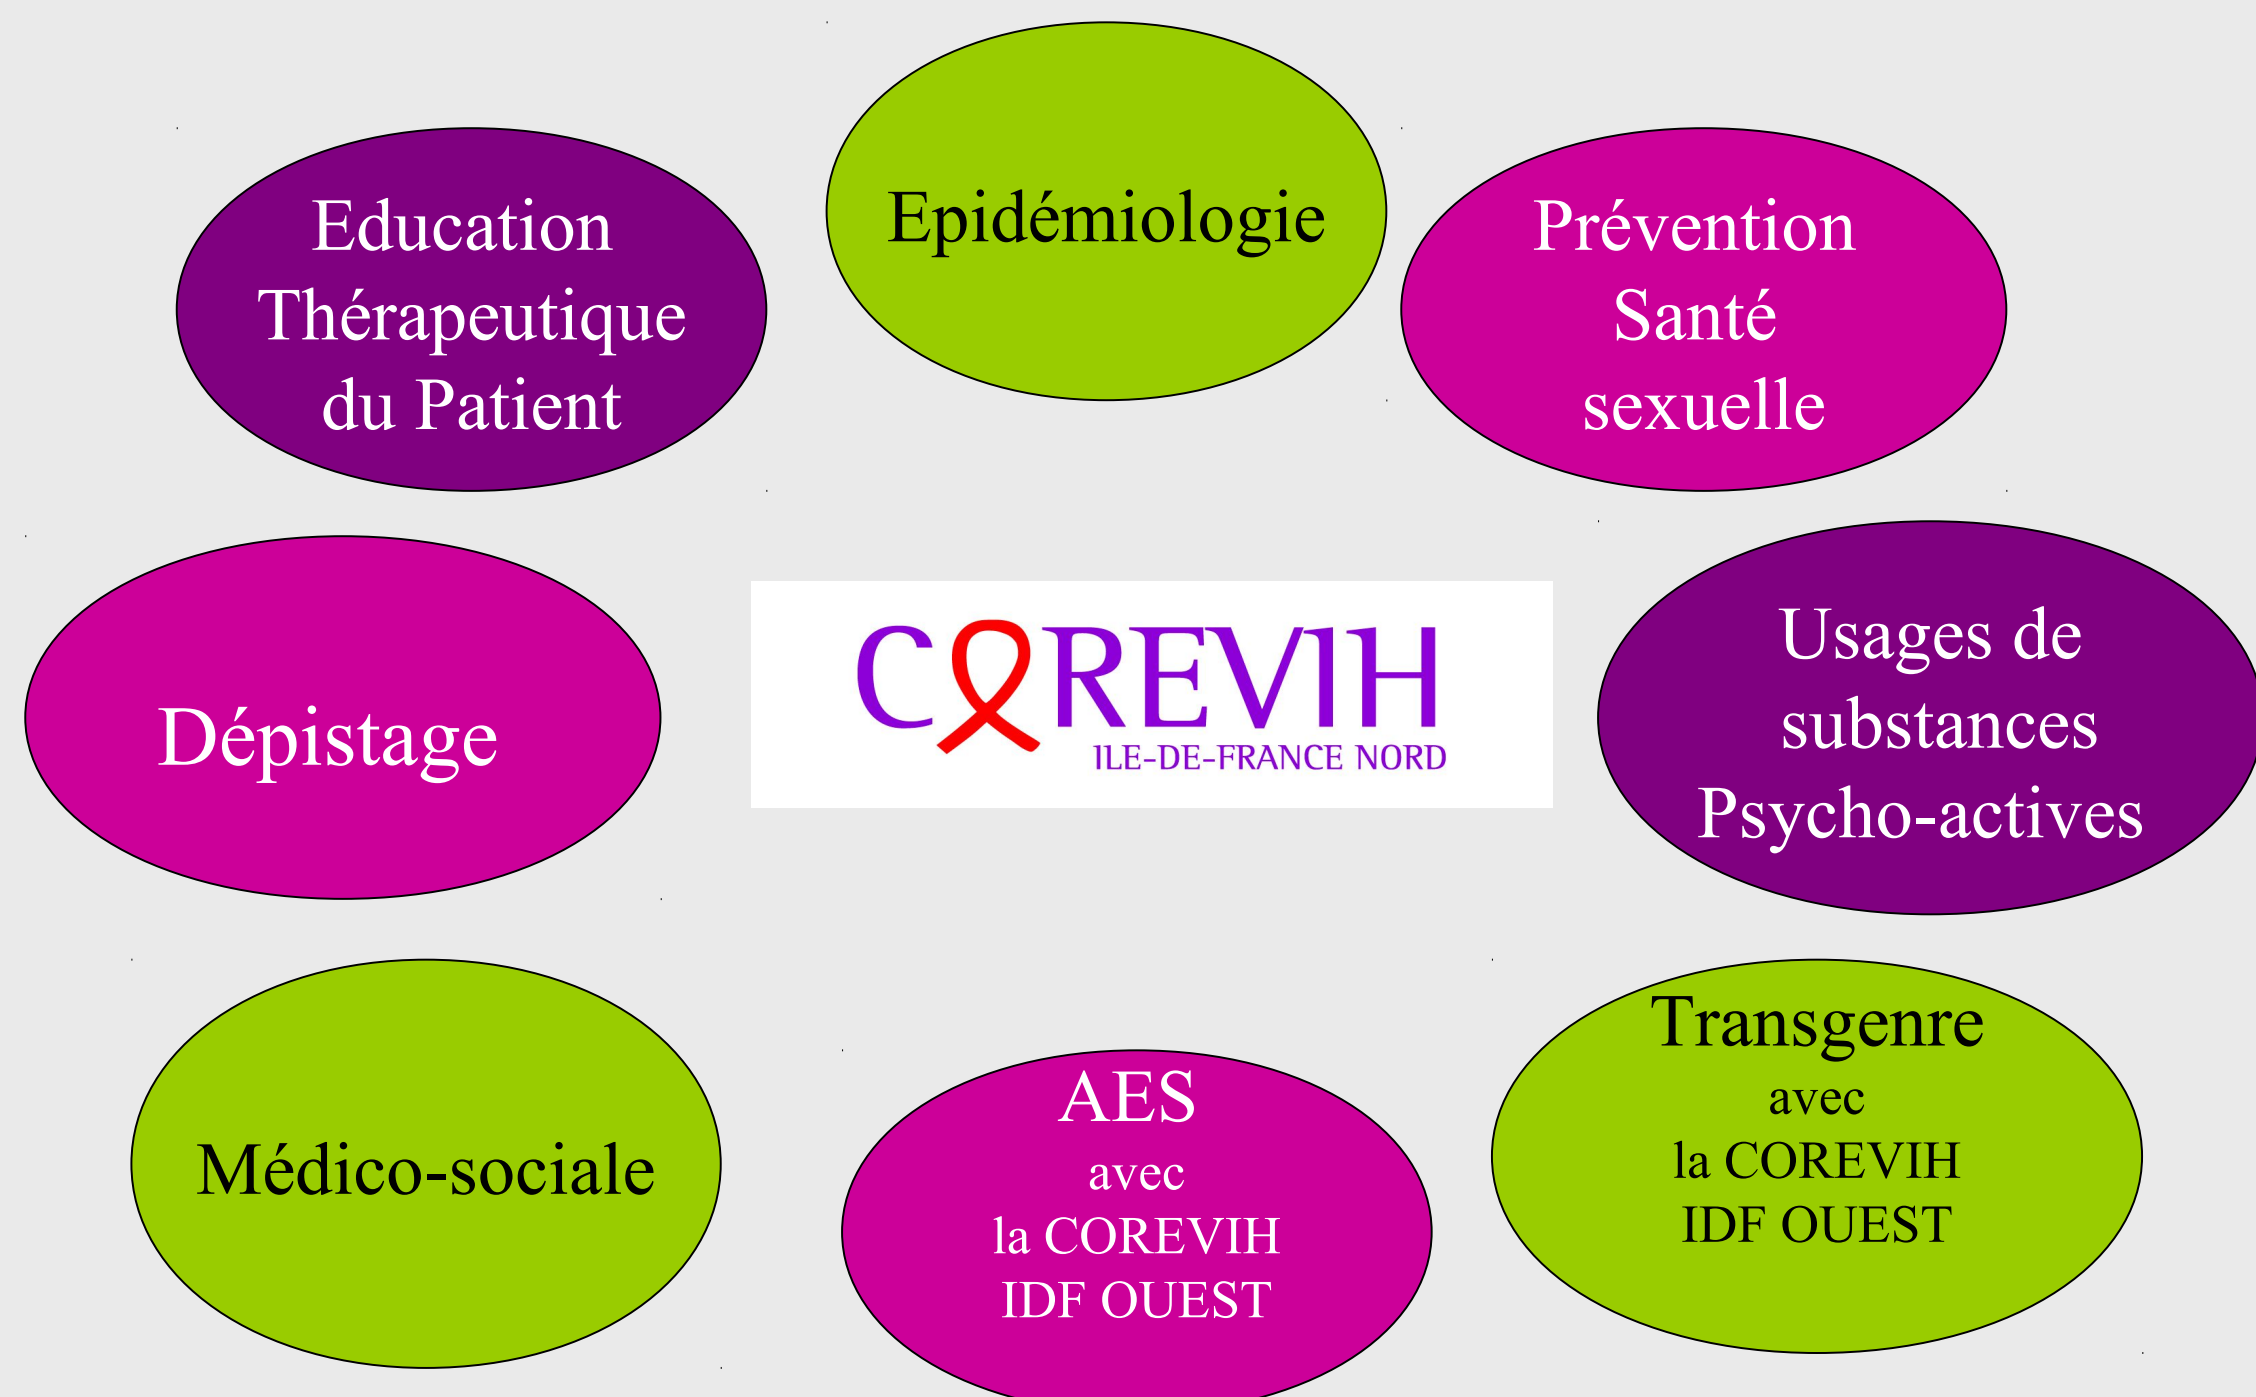 Epidémiologie
Education
Thérapeutique
du Patient
Prévention
Santé
sexuelle
Dépistage
COREVIH
ILE-DE-FRANCE NORD
Usages de
substances
Psycho-actives
Médico-sociale
AES
avec
la COREVIH
IDF OUEST
Transgenre
avec
la COREVIH
IDF OUEST